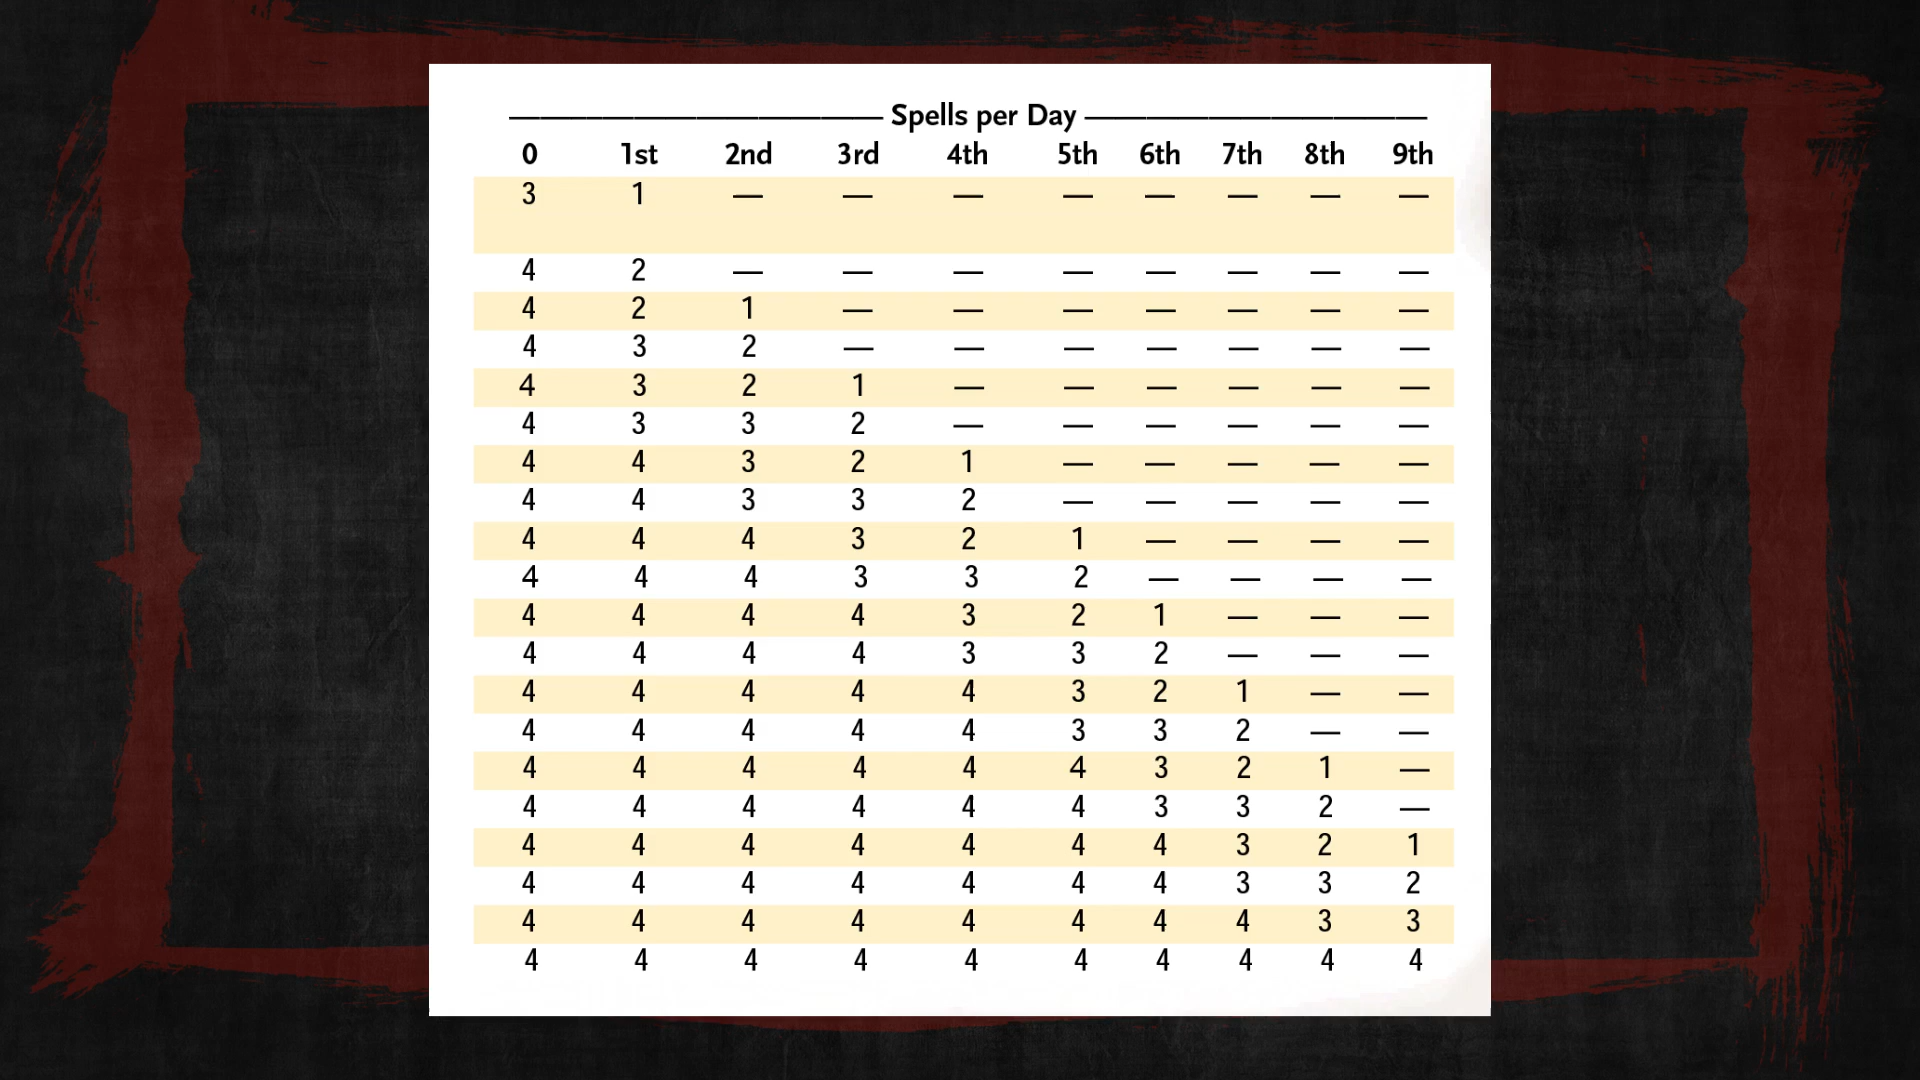 Spells per Day
0 1st 2nd 3rd 4th 5th 6th 7th 8th 9th
3 1 — — — — — — — —
4 2 — — — — — — — —
4 2 1 — — — — — — —
4 3 2 — — — — — — —
4 3 2 1 — — — — — —
4 3 3 2 — — — — — —
4 4 3 2 1 — — — — —
4 4 3 3 2 — — — — —
4 4 4 3 2 1 — — — —
4 4 4 3 3 2 — — — —
4 4 4 4 3 2 1 — — —
4 4 4 4 3 3 2 — — —
4 4 4 4 4 3 2 1 — —
4 4 4 4 4 3 3 2 — —
4 4 4 4 4 4 3 2 1 —
4 4 4 4 4 4 3 3 2 —
4 4 4 4 4 4 4 3 2 1
4 4 4 4 4 4 4 3 3 2
4 4 4 4 4 4 4 4 3 3
4 4 4 4 4 4 4 4 4 4